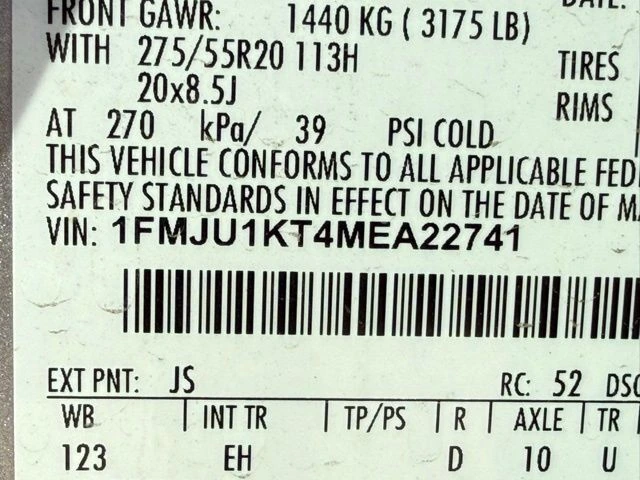 DATE:
FRONT GAWR: 1440 KG ( 3175 LB)
WITH 275/55R20 113H TIRES
20x8.5J RIMS
AT 270 kPa/ 39 PSI COLD
THIS VEHICLE CONFORMS TO ALL APPLICABLE FED
SAFETY STANDARDS IN EFFECT ON THE DATE OF MA
VIN: 1FMJU1KT4MEA22741
EXT PNT: JS RC: 52 DSO
WB | INT TR | TP/PS | R | AXLE | TR
123 EH D 10 U